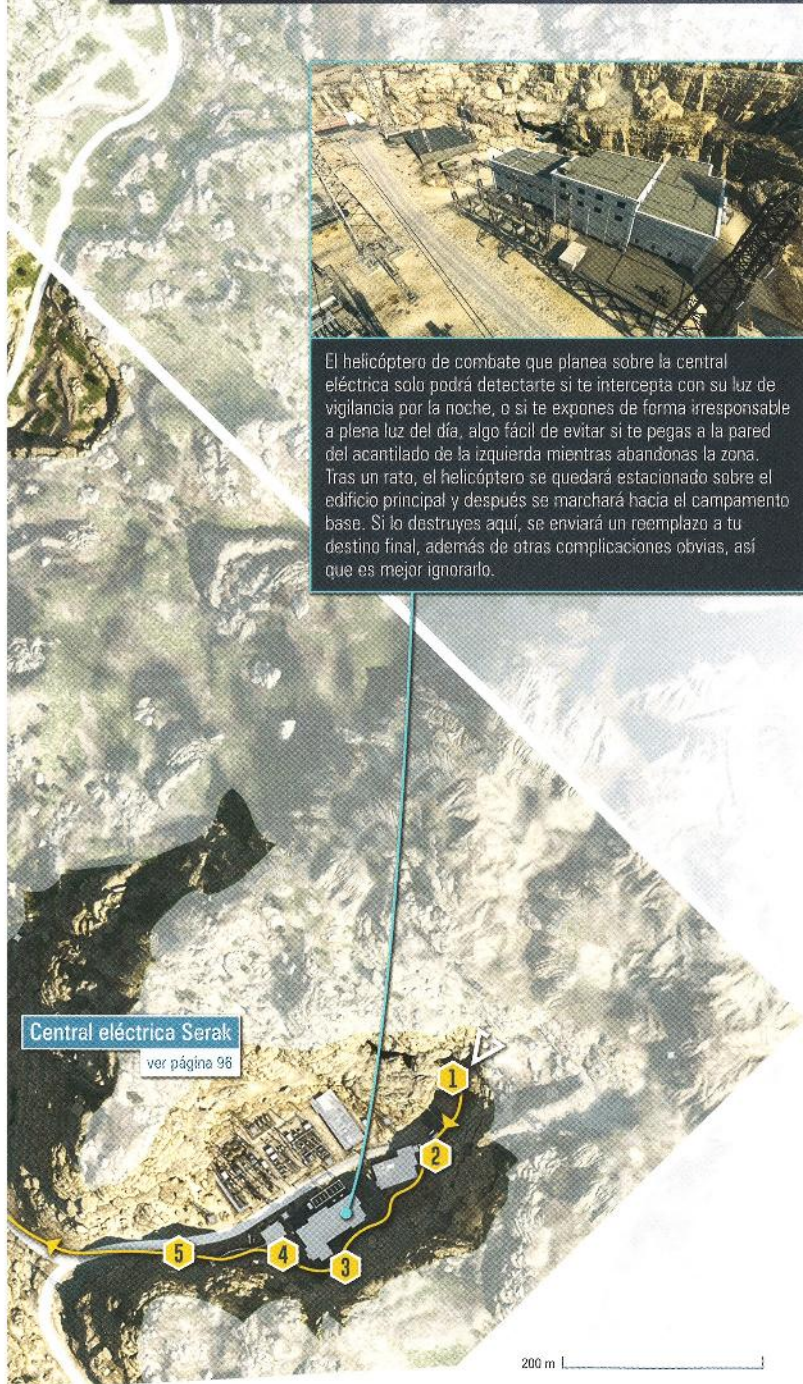 El helicóptero de combate que planea sobre la central
eléctrica solo podrá detectarte si te intercepta con su luz de
vigilancia por la noche, o si te expones de forma irresponsable
a plena luz del día, algo fácil de evitar si te pegas a la pared
del acantilado de la izquierda mientras abandonas la zona.
Tras un rato, el helicóptero se quedará estacionado sobre el
edificio principal y después se marchará hacia el campamento
base. Si lo destruyes aquí, se enviará un reemplazo a tu
destino final, además de otras complicaciones obvias, así
que es mejor ignorarlo.
Central eléctrica Serak
ver página 96
1
2
3
4
5
200 m